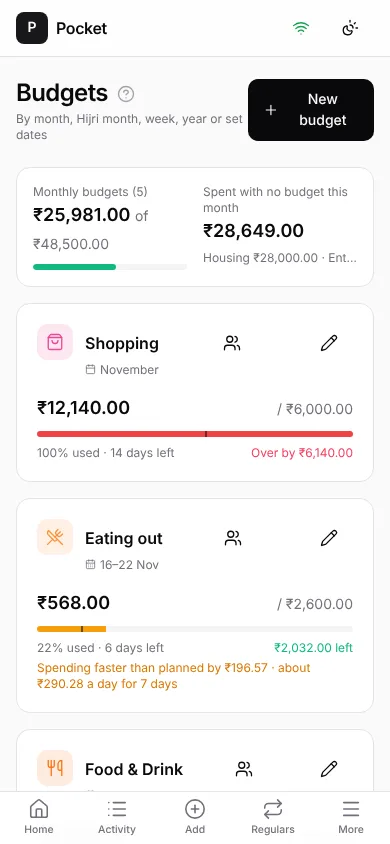 P Pocket
Budgets
By month, Hijri month, week, year or set
dates
New
budget
Monthly budgets (5)
₹25,981.00 of
₹48,500.00
Spent with no budget this
month
₹28,649.00
Housing ₹28,000.00 · Ent...
Shopping
November
₹12,140.00 / ₹6,000.00
100% used · 14 days left Over by ₹6,140.00
Eating out
16–22 Nov
₹568.00 / ₹2,600.00
22% used · 6 days left ₹2,032.00 left
Spending faster than planned by ₹196.57 · about
₹290.28 a day for 7 days
Food & Drink
Home Activity Add Regulars More